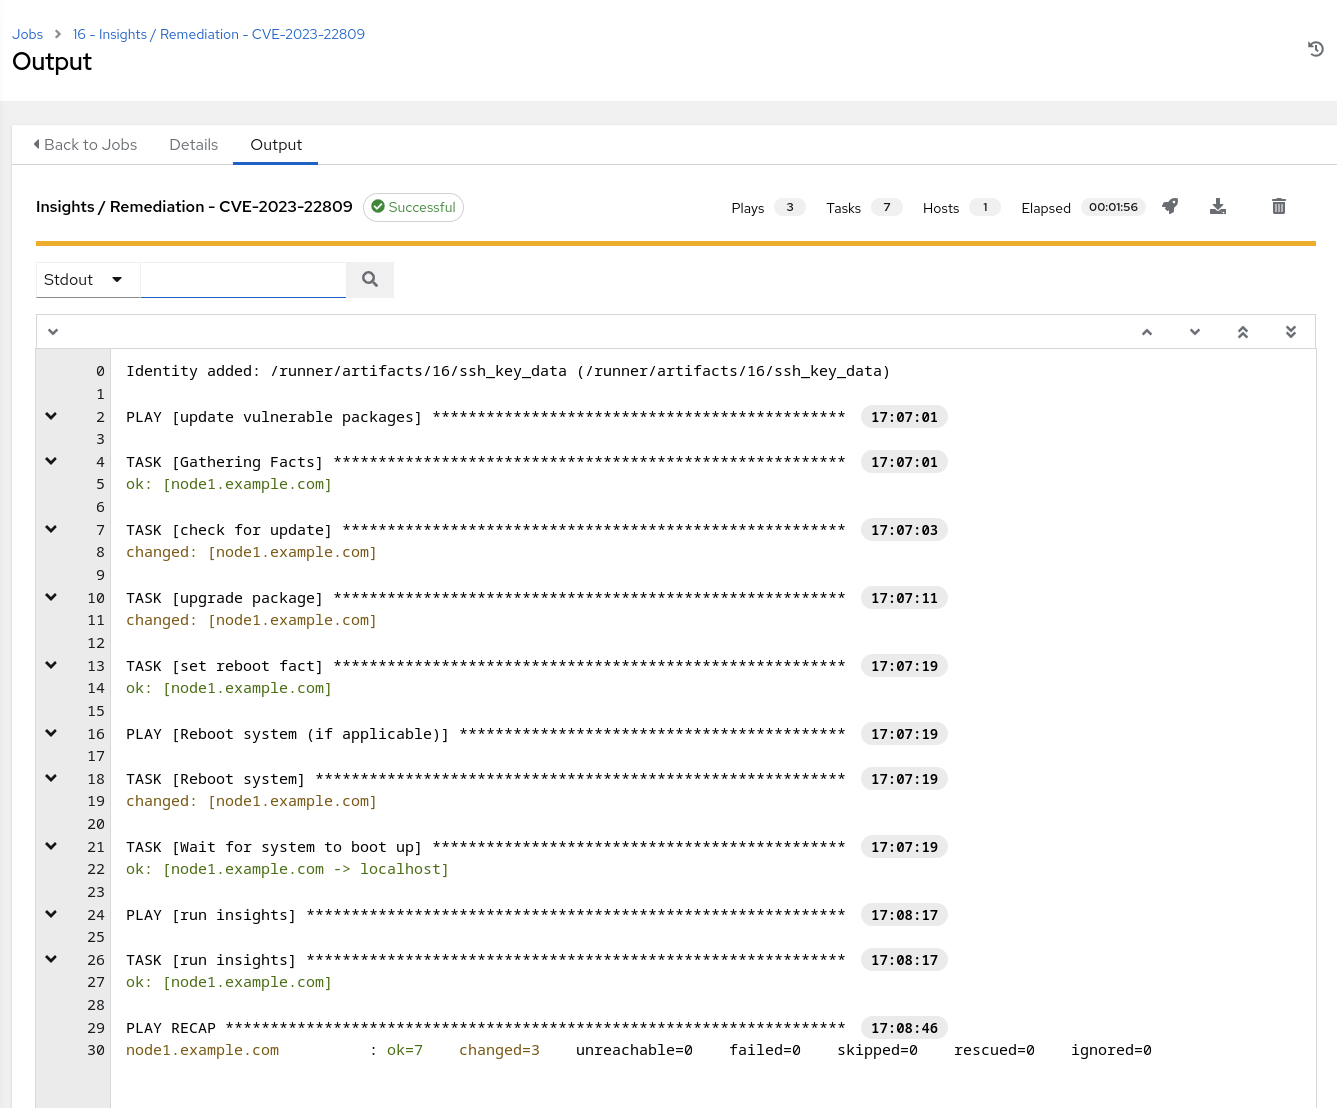 Jobs > 16 - Insights / Remediation - CVE-2023-22809
Output
Back to Jobs Details Output
Insights / Remediation - CVE-2023-22809 Successful Plays 3 Tasks 7 Hosts 1 Elapsed 00:01:56
Stdout
0 Identity added: /runner/artifacts/16/ssh_key_data (/runner/artifacts/16/ssh_key_data)
1
2 PLAY [update vulnerable packages] ********************************************** 17:07:01
3
4 TASK [Gathering Facts] ********************************************************* 17:07:01
5 ok: [node1.example.com]
6
7 TASK [check for update] ******************************************************** 17:07:03
8 changed: [node1.example.com]
9
10 TASK [upgrade package] ********************************************************* 17:07:11
11 changed: [node1.example.com]
12
13 TASK [set reboot fact] ********************************************************* 17:07:19
14 ok: [node1.example.com]
15
16 PLAY [Reboot system (if applicable)] ******************************************* 17:07:19
17
18 TASK [Reboot system] *********************************************************** 17:07:19
19 changed: [node1.example.com]
20
21 TASK [Wait for system to boot up] ********************************************** 17:07:19
22 ok: [node1.example.com -> localhost]
23
24 PLAY [run insights] ************************************************************ 17:08:17
25
26 TASK [run insights] ************************************************************ 17:08:17
27 ok: [node1.example.com]
28
29 PLAY RECAP ********************************************************************* 17:08:46
30 node1.example.com : ok=7 changed=3 unreachable=0 failed=0 skipped=0 rescued=0 ignored=0